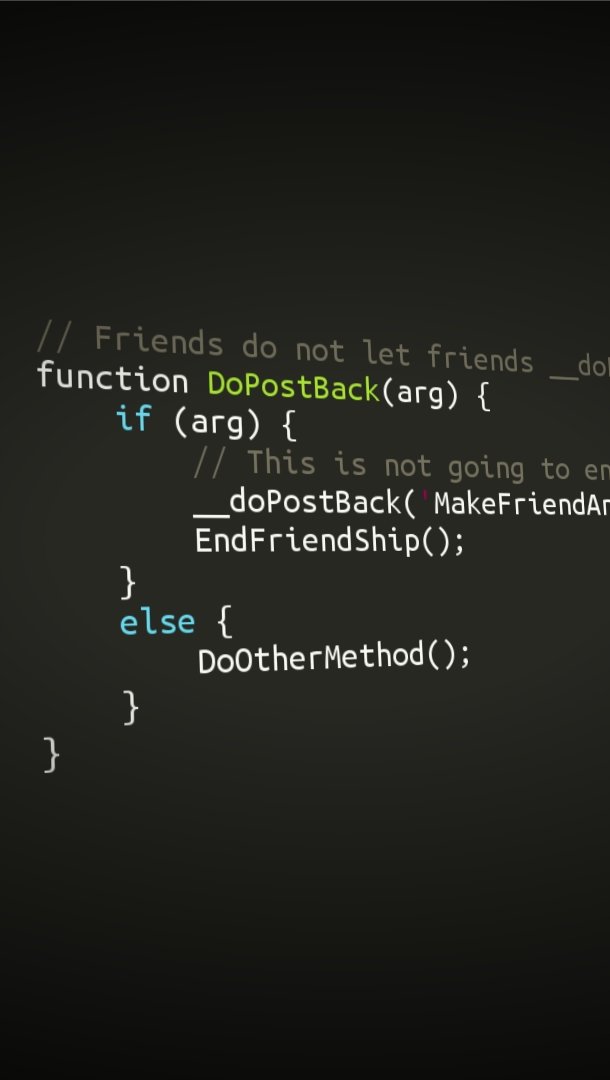 // Friends do not let friends __do
function DoPostBack(arg) {
if (arg) {
// This is not going to en
__doPostBack('MakeFriendAn
EndFriendShip();
}
else {
DoOtherMethod();
}
}